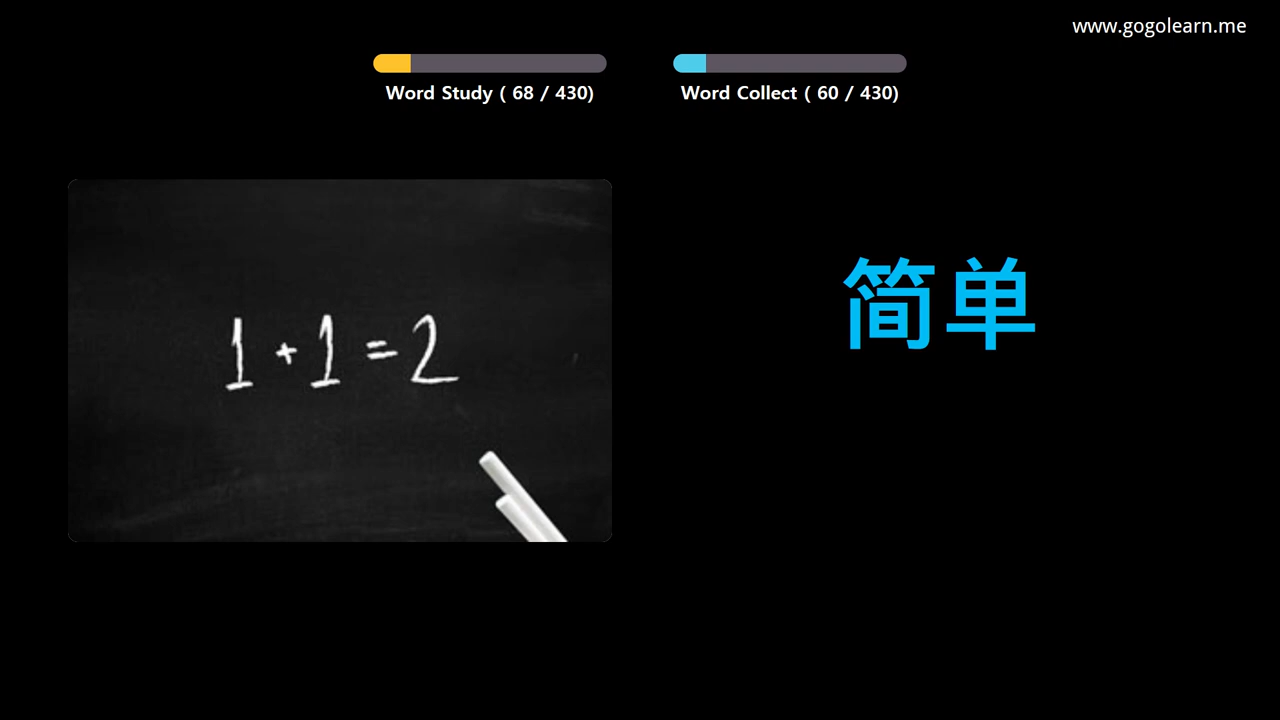 www.gogolearn.me
Word Study ( 68 / 430)
Word Collect ( 60 / 430)
1 + 1 = 2
简单